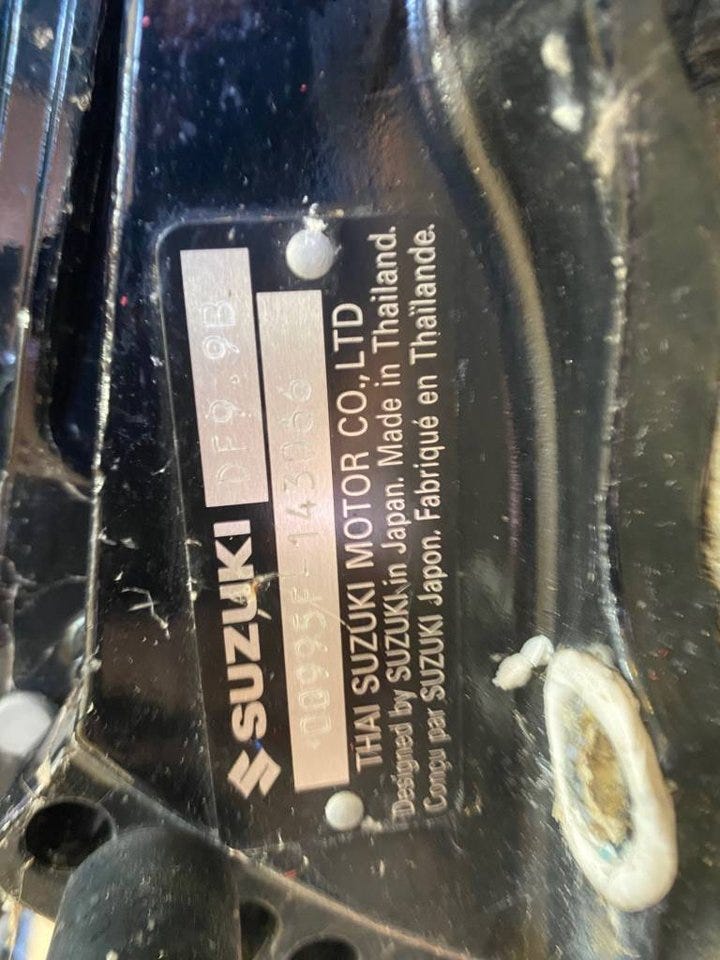 SUZUKI DF9.9B
00995F-143066
THAI SUZUKI MOTOR CO.,LTD
Designed by SUZUKI in Japan. Made in Thailand.
Conçu par SUZUKI Japon. Fabriqué en Thaïlande.